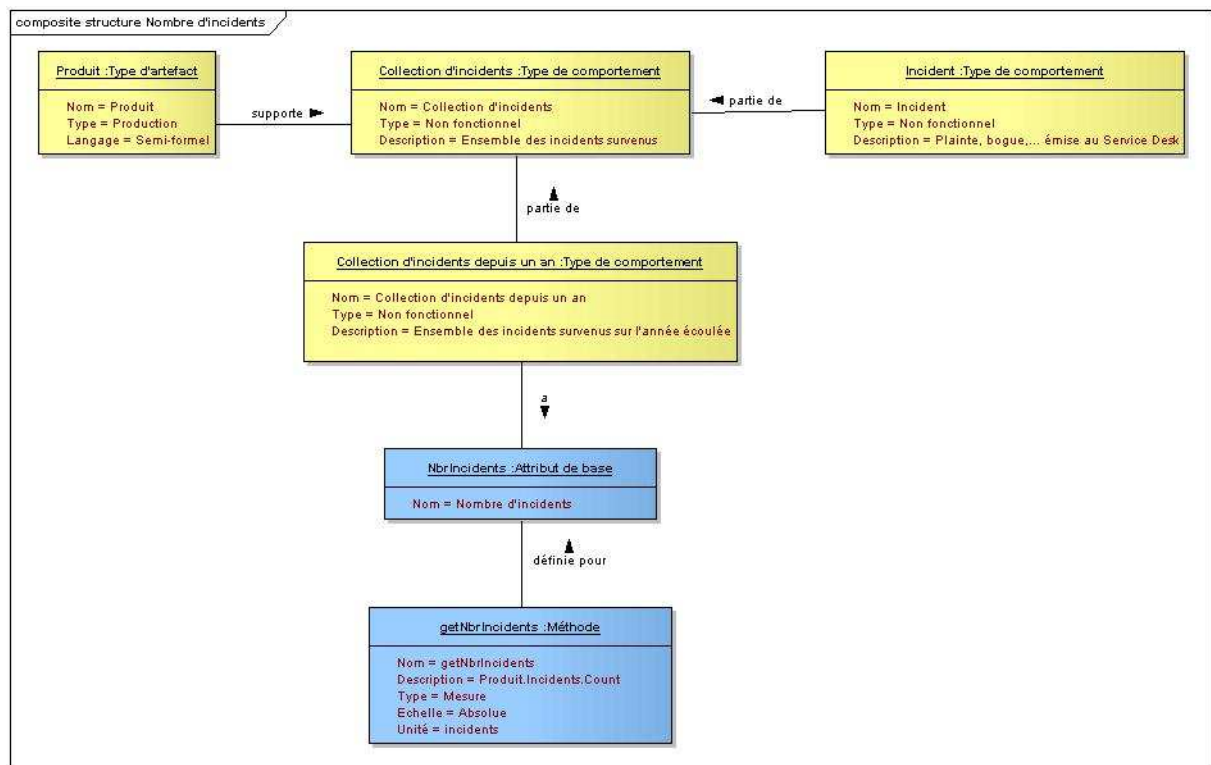 composite structure Nombre d'incidents
Produit :Type d'artefact
Nom = Produit
Type = Production
Langage = Semi-formel
supporte
Collection d'incidents :Type de comportement
Nom = Collection d'incidents
Type = Non fonctionnel
Description = Ensemble des incidents survenus
partie de
Incident :Type de comportement
Nom = Incident
Type = Non fonctionnel
Description = Plainte, bogue,... émise au Service Desk
partie de
Collection d'incidents depuis un an :Type de comportement
Nom = Collection d'incidents depuis un an
Type = Non fonctionnel
Description = Ensemble des incidents survenus sur l'année écoulée
a
NbrIncidents :Attribut de base
Nom = Nombre d'incidents
définie pour
getNbrIncidents :Méthode
Nom = getNbrIncidents
Description = Produit.Incidents.Count
Type = Mesure
Echelle = Absolue
Unité = incidents